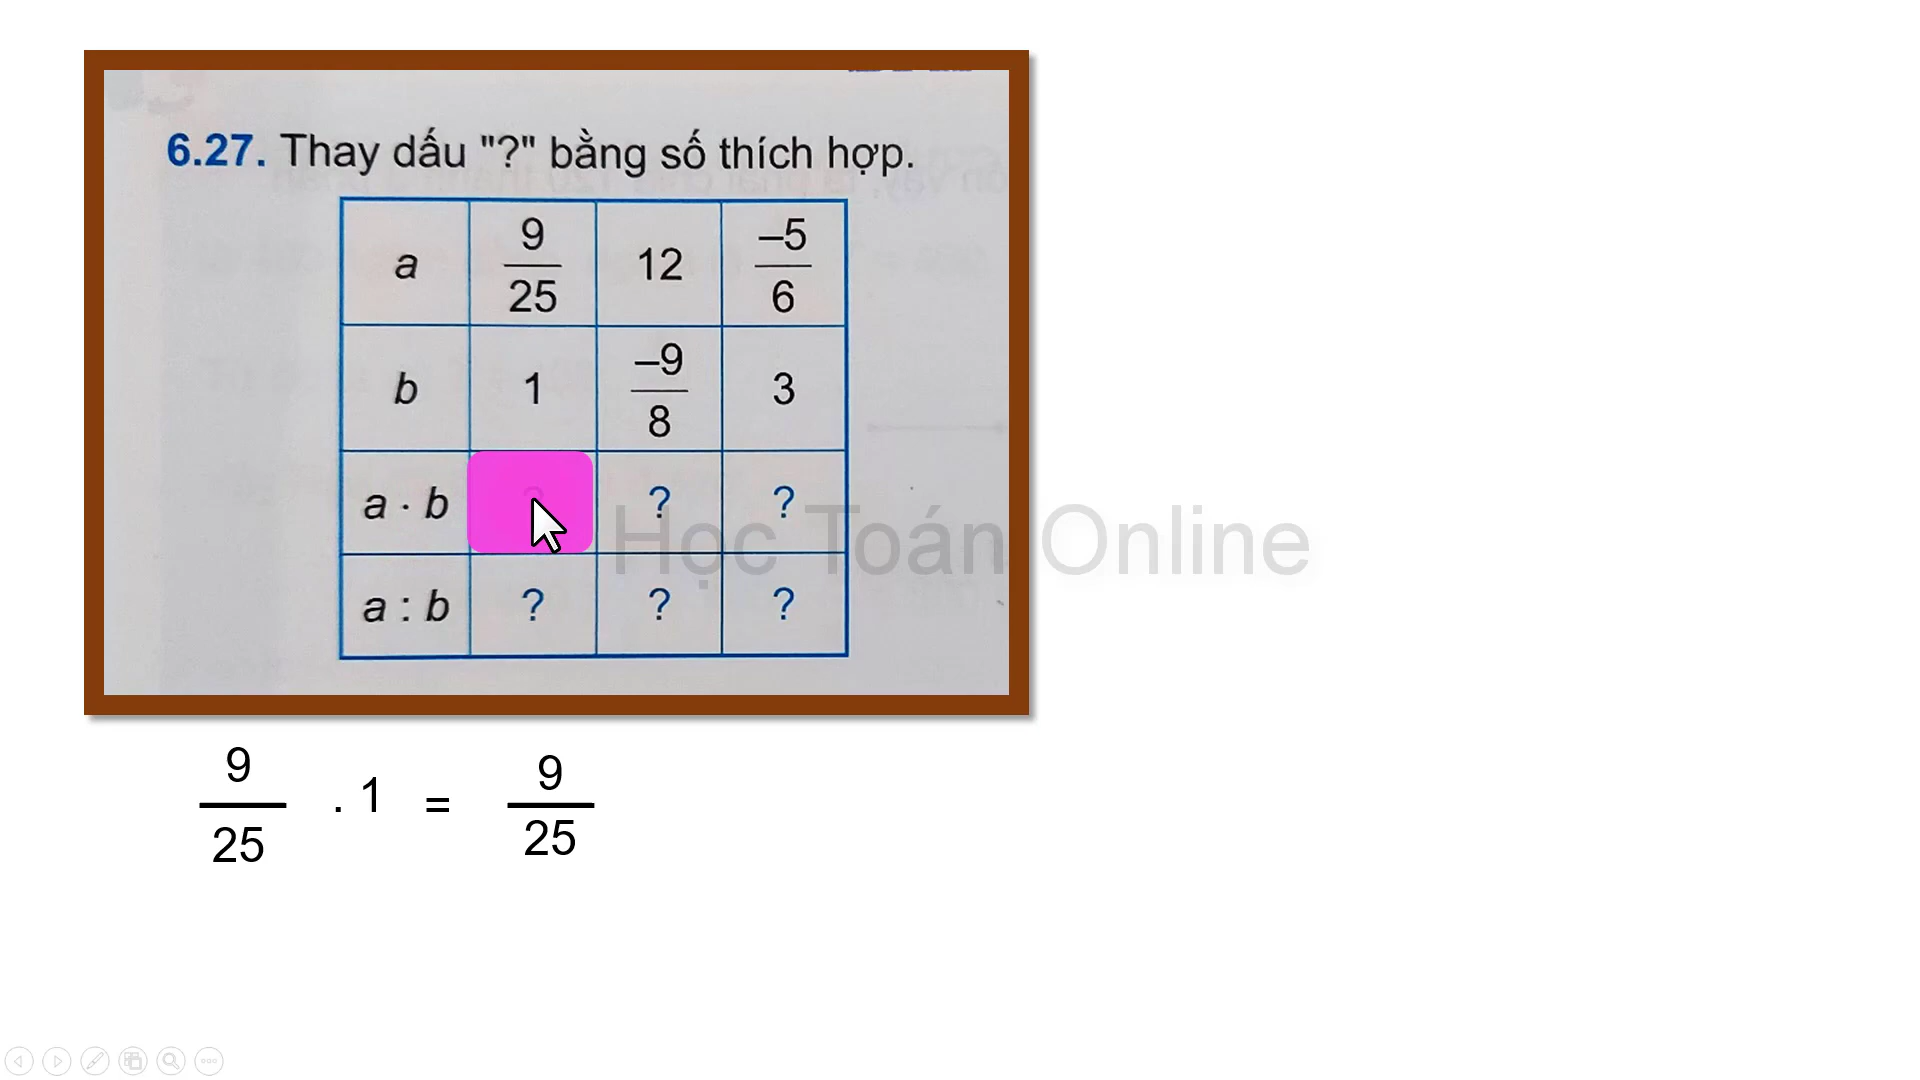 6.27. Thay dấu "?" bằng số thích hợp.
a 9/25 12 –5/6
b 1 –9/8 3
a · b ? ? ?
a : b ? ? ?
Học Toán Online
9/25 . 1 = 9/25